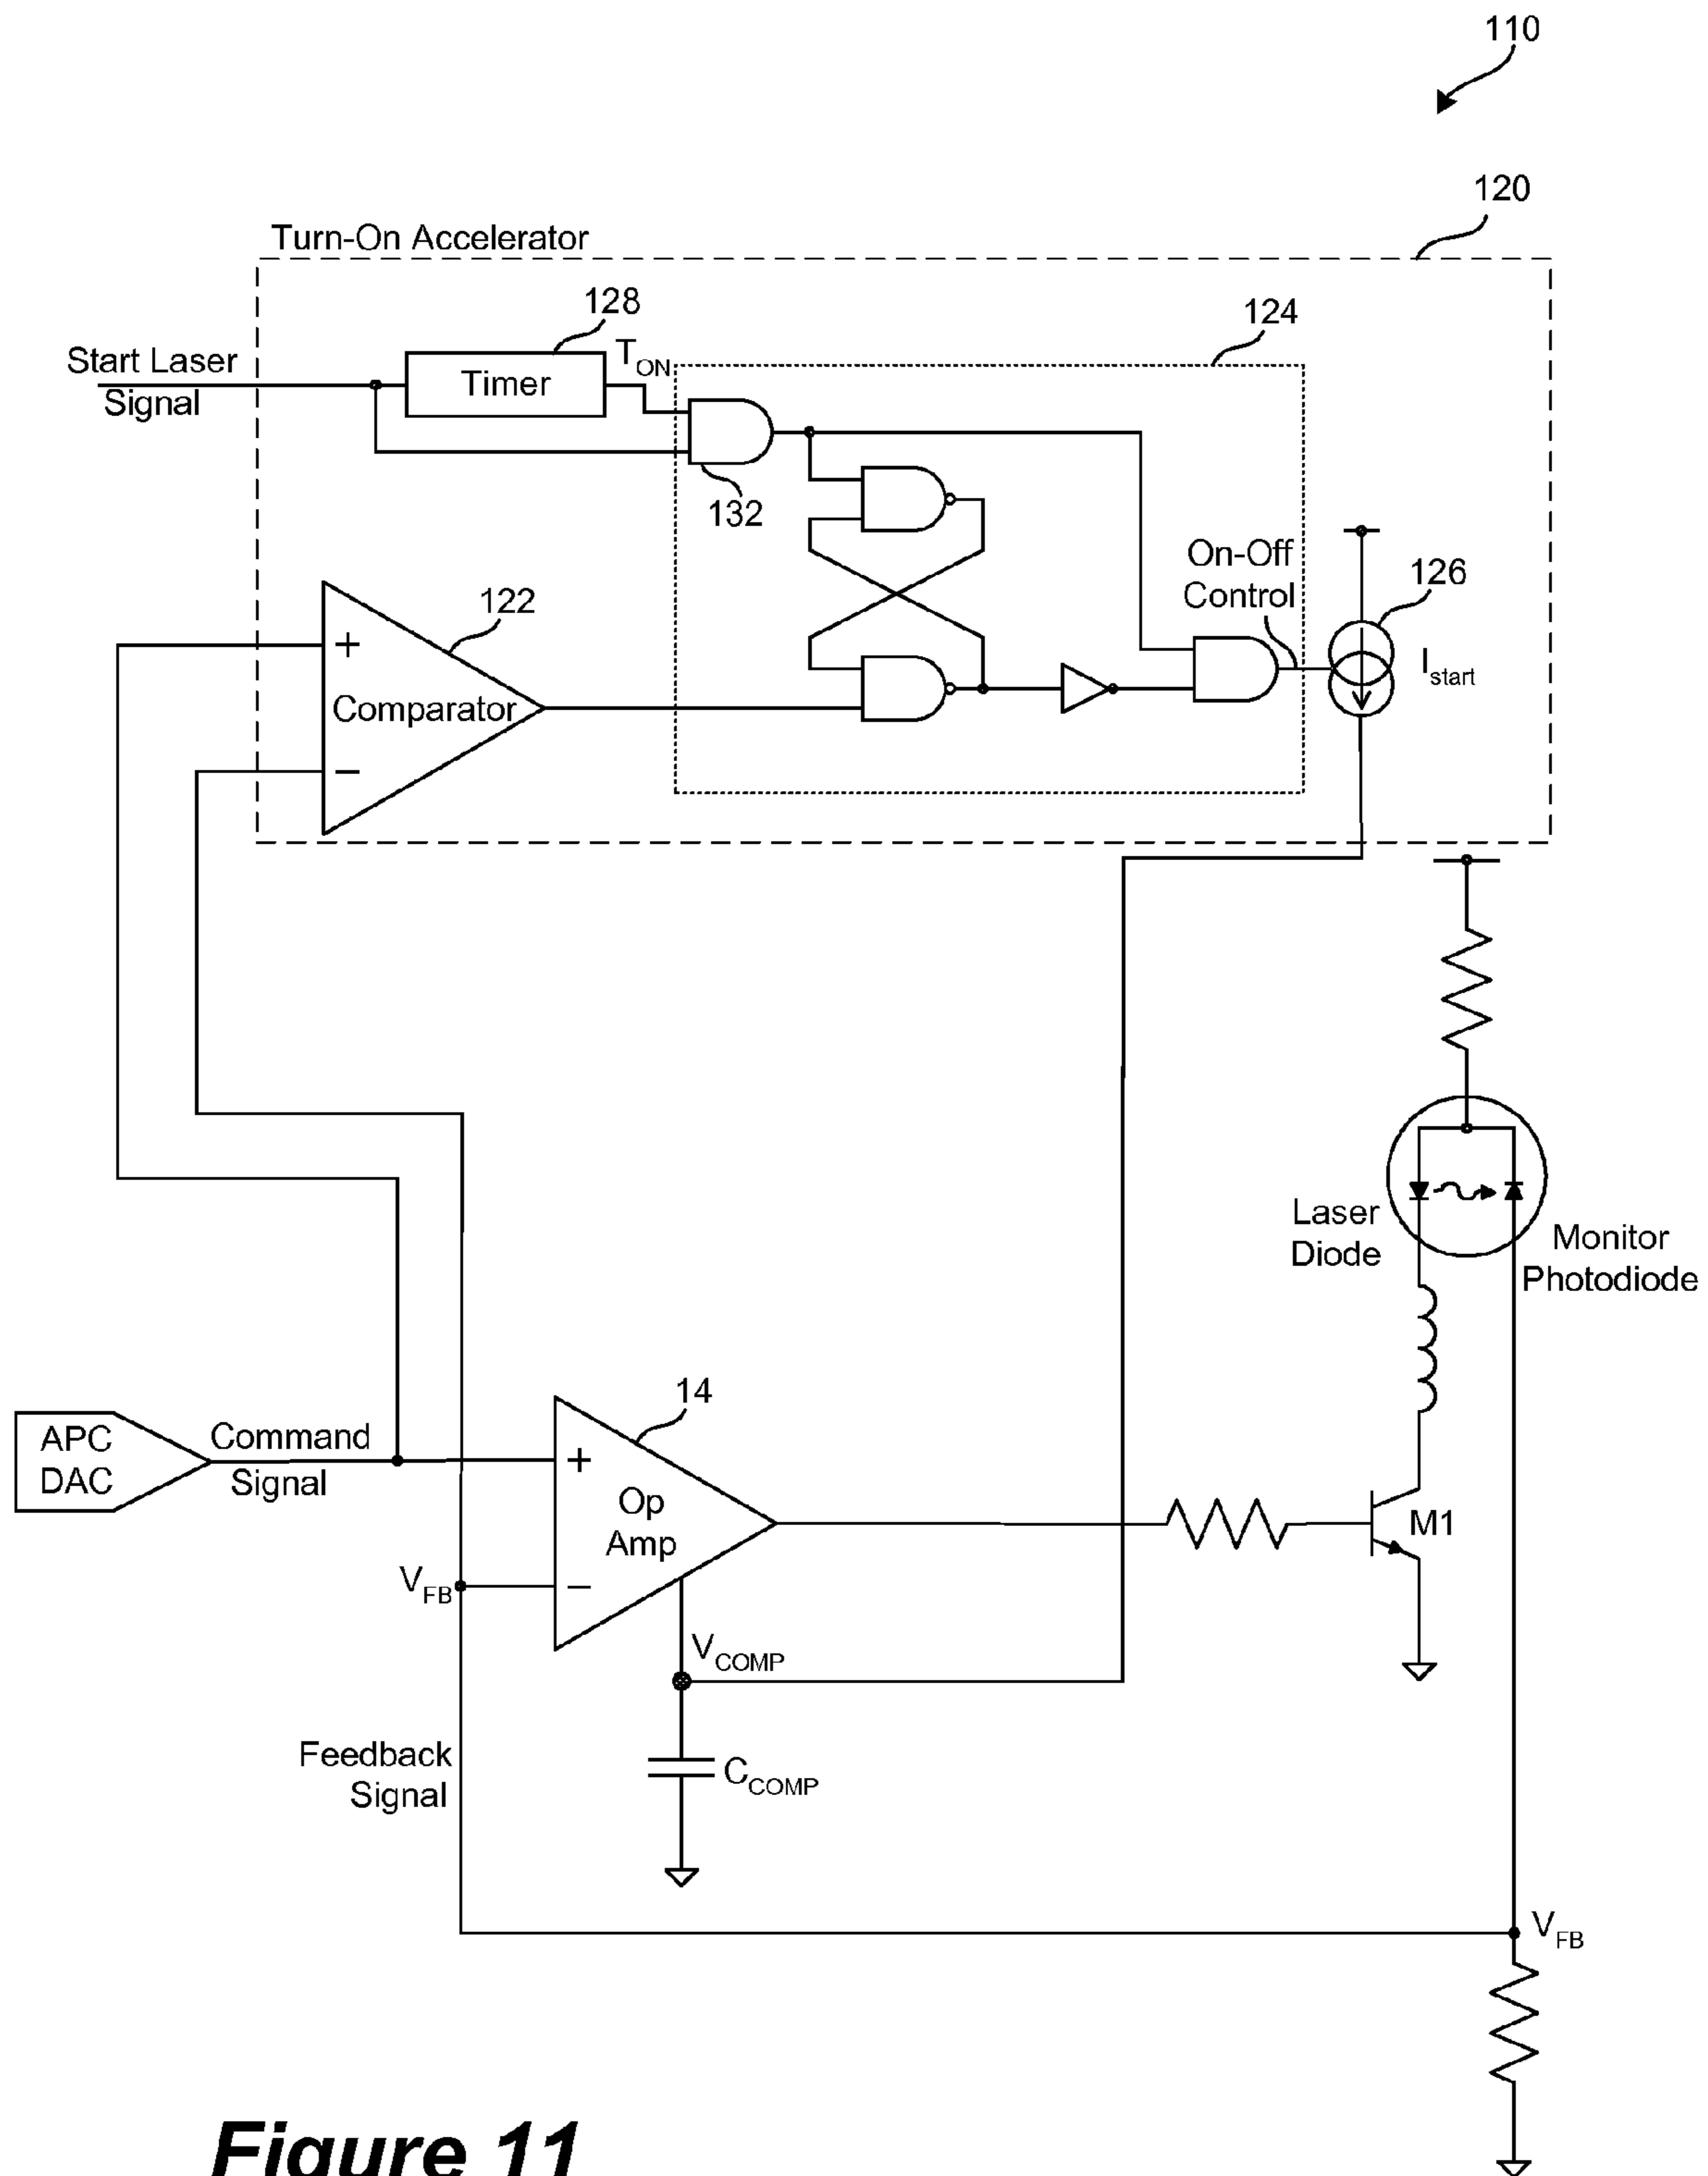 110
120
Turn-On Accelerator
128
124
Start Laser
Signal
Timer
TON
132
On-Off
Control
126
Istart
122
+
Comparator
−
Laser
Diode
Monitor
Photodiode
14
APC
DAC
Command
Signal
+
Op
Amp
M1
VFB
−
VCOMP
Feedback
Signal
CCOMP
VFB
Figure 11